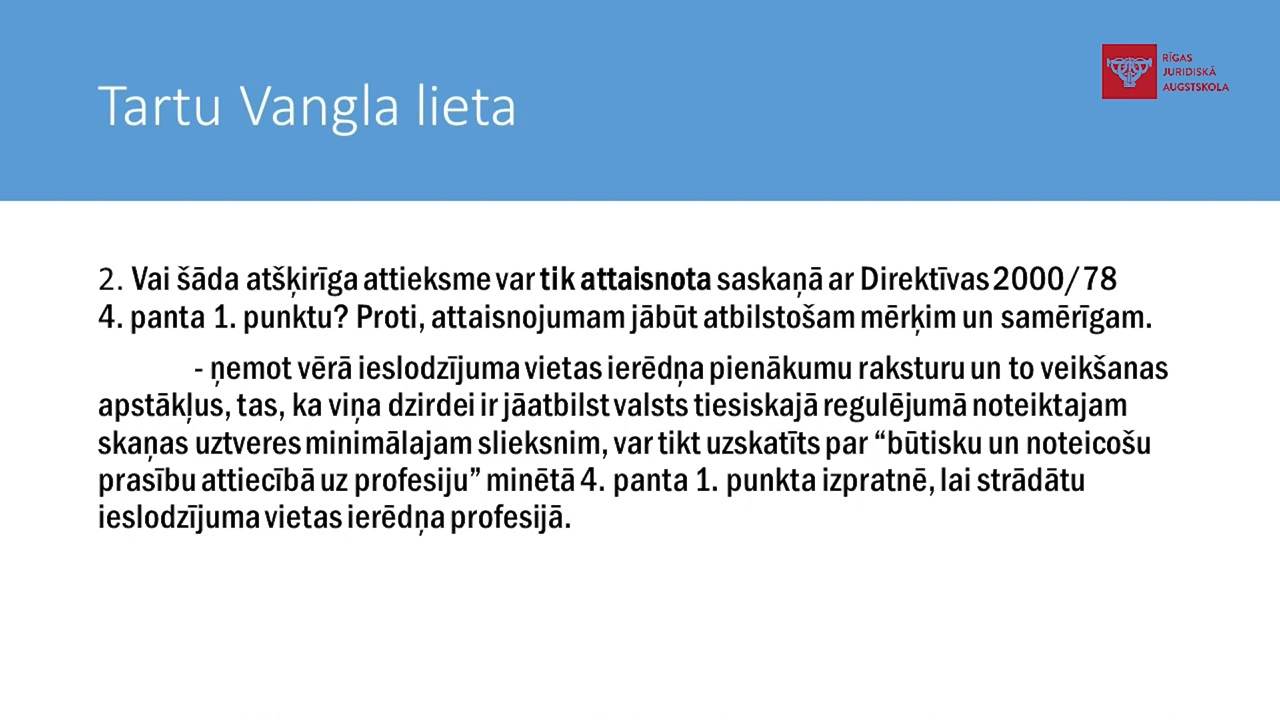 Tartu Vangla lieta
RĪGAS
JURIDISKĀ
AUGSTSKOLA
2. Vai šāda atšķirīga attieksme var tik attaisnota saskaņā ar Direktīvas 2000/78
4. panta 1. punktu? Proti, attaisnojumam jābūt atbilstošam mērķim un samērīgam.
- ņemot vērā ieslodzījuma vietas ierēdņa pienākumu raksturu un to veikšanas
apstākļus, tas, ka viņa dzirdei ir jāatbilst valsts tiesiskajā regulējumā noteiktajam
skaņas uztveres minimālajam slieksnim, var tikt uzskatīts par “būtisku un noteicošu
prasību attiecībā uz profesiju” minētā 4. panta 1. punkta izpratnē, lai strādātu
ieslodzījuma vietas ierēdņa profesijā.